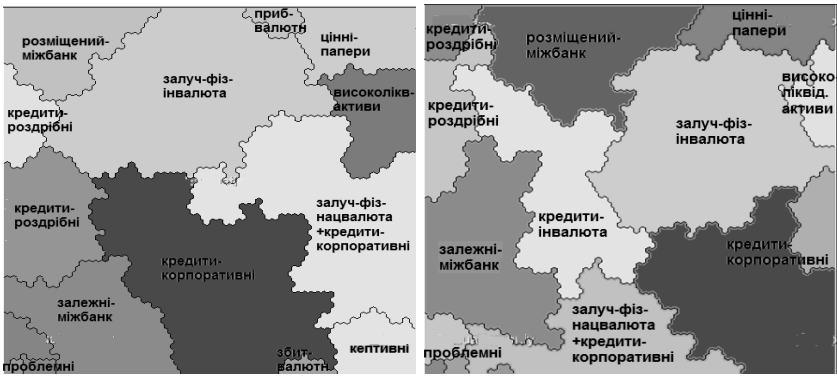 приб-
валютн
розміщений-
міжбанк
цінні-
папери
залуч-фіз-
інвалюта
високолікв-
активи
кредити-
роздрібні
кредити-
роздрібні
залуч-фіз-
нацвалюта
+кредити-
корпоративні
кредити-
корпоративні
залежні-
міжбанк
збит-
валютн
кептивні
проблемні
цінні-
папери
кредити-
роздрібні
розміщений-
міжбанк
високо-
ліквід.
активи
кредити-
роздрібні
залуч-фіз-
інвалюта
кредити-
інвалюта
залежні-
міжбанк
кредити-
корпоративні
залуч-фіз-
нацвалюта
+кредити-
корпоративні
проблемні